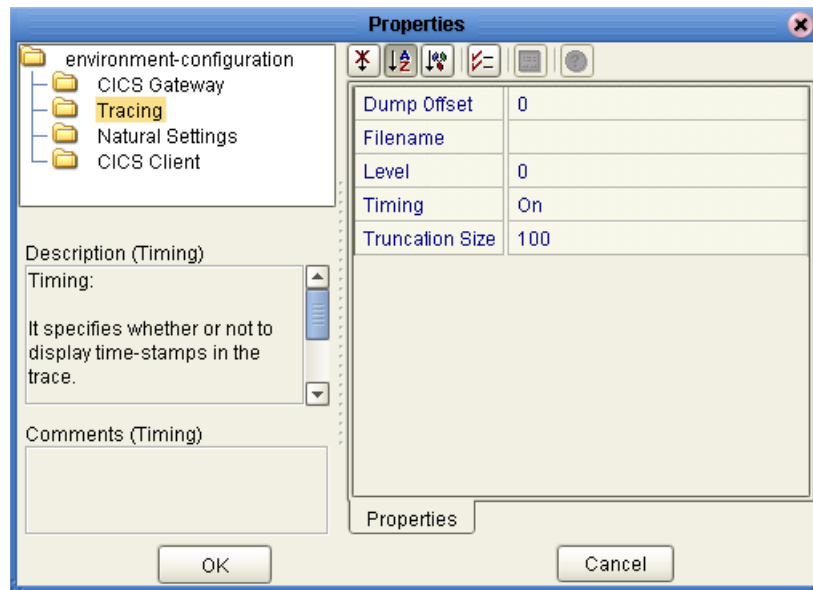 Properties
environment-configuration
CICS Gateway
Tracing
Natural Settings
CICS Client
Description (Timing)
Timing:
It specifies whether or not to
display time-stamps in the
trace.
Comments (Timing)
Dump Offset 0
Filename
Level 0
Timing On
Truncation Size 100
Properties
OK
Cancel